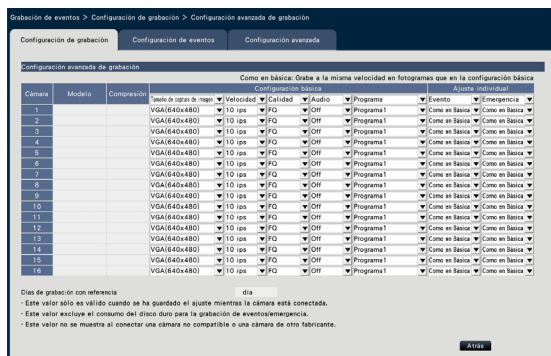 Grabación de eventos > Configuración de grabación > Configuración avanzada de grabación
Configuración de grabación Configuración de eventos Configuración avanzada
Configuración avanzada de grabación
Como en básica: Grabe a la misma velocidad en fotogramas que en la configuración básica
Cámara Modelo Compresión Configuración básica Ajuste individual
Tamaño de captura de imagen Velocidad Calidad Audio Programa Evento Emergencia
1 VGA(640x480) 10 ips FQ Off Programa1 Como en Básica Como en Básica
2 VGA(640x480) 10 ips FQ Off Programa1 Como en Básica Como en Básica
3 VGA(640x480) 10 ips FQ Off Programa1 Como en Básica Como en Básica
4 VGA(640x480) 10 ips FQ Off Programa1 Como en Básica Como en Básica
5 VGA(640x480) 10 ips FQ Off Programa1 Como en Básica Como en Básica
6 VGA(640x480) 10 ips FQ Off Programa1 Como en Básica Como en Básica
7 VGA(640x480) 10 ips FQ Off Programa1 Como en Básica Como en Básica
8 VGA(640x480) 10 ips FQ Off Programa1 Como en Básica Como en Básica
9 VGA(640x480) 10 ips FQ Off Programa1 Como en Básica Como en Básica
10 VGA(640x480) 10 ips FQ Off Programa1 Como en Básica Como en Básica
11 VGA(640x480) 10 ips FQ Off Programa1 Como en Básica Como en Básica
12 VGA(640x480) 10 ips FQ Off Programa1 Como en Básica Como en Básica
13 VGA(640x480) 10 ips FQ Off Programa1 Como en Básica Como en Básica
14 VGA(640x480) 10 ips FQ Off Programa1 Como en Básica Como en Básica
15 VGA(640x480) 10 ips FQ Off Programa1 Como en Básica Como en Básica
16 VGA(640x480) 10 ips FQ Off Programa1 Como en Básica Como en Básica
Días de grabación con referencia día
· Este valor sólo es válido cuando se ha guardado el ajuste mientras la cámara está conectada.
· Este valor excluye el consumo del disco duro para la grabación de eventos/emergencia.
· Este valor no se muestra al conectar una cámara no compatible o una cámara de otro fabricante.
Atrás